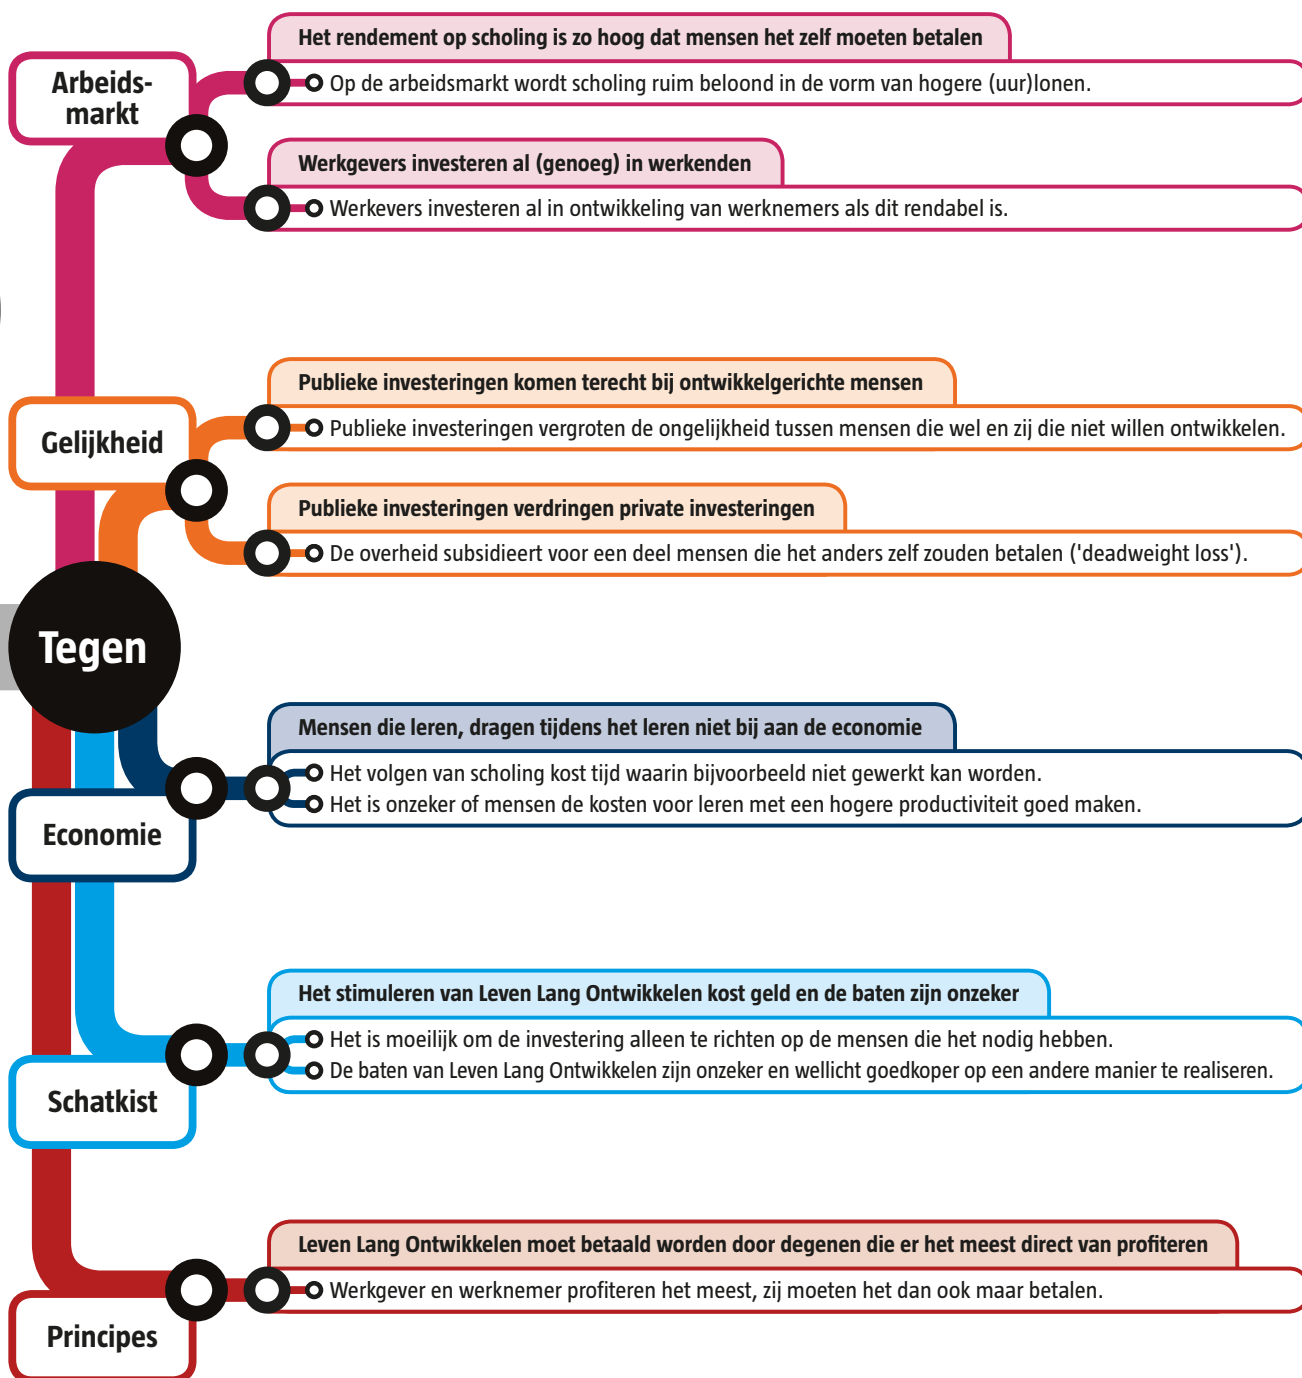 Het rendement op scholing is zo hoog dat mensen het zelf moeten betalen
Arbeids-
markt
Op de arbeidsmarkt wordt scholing ruim beloond in de vorm van hogere (uur)lonen.
Werkgevers investeren al (genoeg) in werkenden
Werkevers investeren al in ontwikkeling van werknemers als dit rendabel is.
Publieke investeringen komen terecht bij ontwikkelgerichte mensen
Gelijkheid
Publieke investeringen vergroten de ongelijkheid tussen mensen die wel en zij die niet willen ontwikkelen.
Publieke investeringen verdringen private investeringen
De overheid subsidieert voor een deel mensen die het anders zelf zouden betalen ('deadweight loss').
Tegen
Mensen die leren, dragen tijdens het leren niet bij aan de economie
Het volgen van scholing kost tijd waarin bijvoorbeeld niet gewerkt kan worden.
Het is onzeker of mensen de kosten voor leren met een hogere productiviteit goed maken.
Economie
Het stimuleren van Leven Lang Ontwikkelen kost geld en de baten zijn onzeker
Het is moeilijk om de investering alleen te richten op de mensen die het nodig hebben.
De baten van Leven Lang Ontwikkelen zijn onzeker en wellicht goedkoper op een andere manier te realiseren.
Schatkist
Leven Lang Ontwikkelen moet betaald worden door degenen die er het meest direct van profiteren
Werkgever en werknemer profiteren het meest, zij moeten het dan ook maar betalen.
Principes